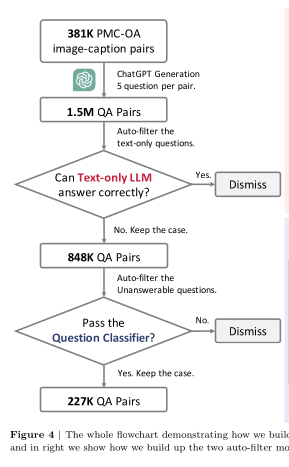 381K PMC-OA
image-caption pairs
ChatGPT Generation
5 question per pair.
1.5M QA Pairs
Auto-filter the
text-only questions.
Can Text-only LLM
answer correctly?
Yes.
Dismiss
No. Keep the case.
848K QA Pairs
Auto-filter the
Unanswerable questions.
Pass the
Question Classifier?
No.
Dismiss
Yes. Keep the case.
227K QA Pairs
Figure 4 | The whole flowchart demonstrating how we buil
and in right we show how we build up the two auto-filter mo